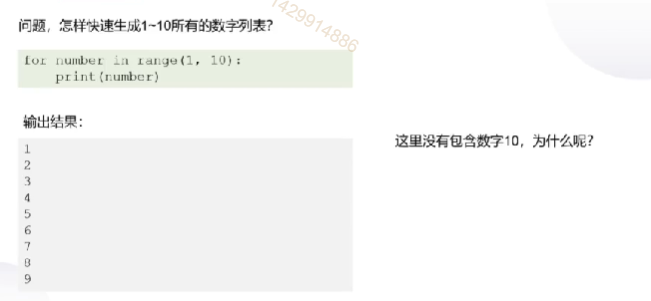 1429914886
问题，怎样快速生成1~10所有的数字列表？
for number in range(1, 10):
    print(number)
输出结果：
1
2
3
4
5
6
7
8
9
这里没有包含数字10，为什么呢？